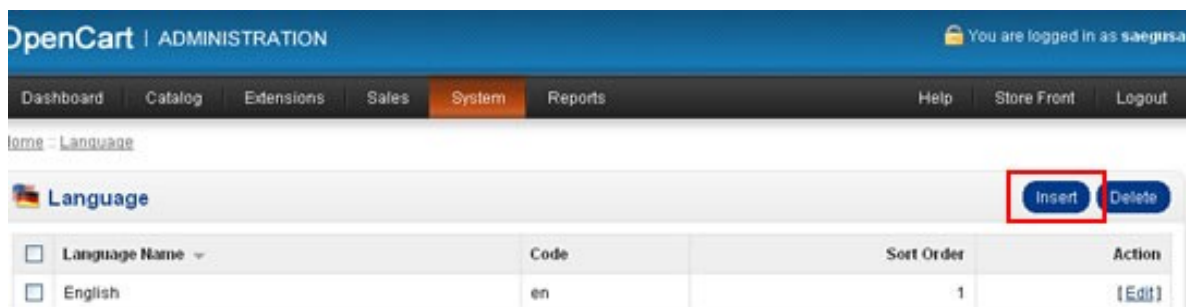 OpenCart | ADMINISTRATION You are logged in as saegusa
Dashboard Catalog Extensions Sales System Reports Help Store Front Logout
Home :: Language
Language Insert Delete
Language Name Code Sort Order Action
English en 1 [ Edit ]